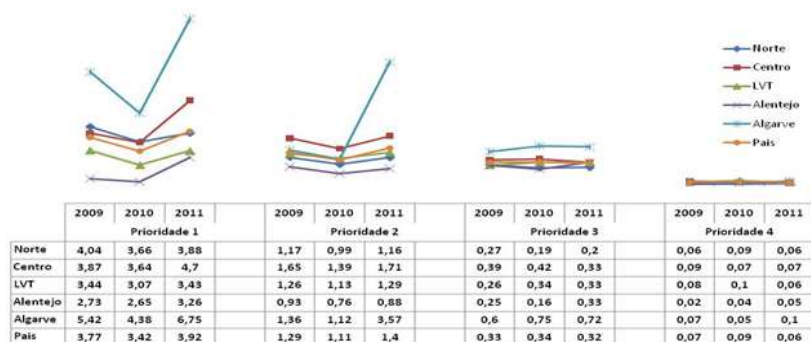 Norte
Centro
LVT
Alentejo
Algarve
Pais
2009 2010 2011 2009 2010 2011 2009 2010 2011 2009 2010 2011
Prioridade 1 Prioridade 2 Prioridade 3 Prioridade 4
Norte 4,04 3,66 3,88 1,17 0,99 1,16 0,27 0,19 0,2 0,06 0,09 0,06
Centro 3,87 3,64 4,7 1,65 1,39 1,71 0,39 0,42 0,33 0,09 0,07 0,07
LVT 3,44 3,07 3,43 1,26 1,13 1,29 0,26 0,34 0,33 0,08 0,1 0,06
Alentejo 2,73 2,65 3,26 0,93 0,76 0,88 0,25 0,16 0,33 0,02 0,04 0,05
Algarve 5,42 4,38 6,75 1,36 1,12 3,57 0,6 0,75 0,72 0,07 0,05 0,1
Pais 3,77 3,42 3,92 1,29 1,11 1,4 0,33 0,34 0,32 0,07 0,09 0,06